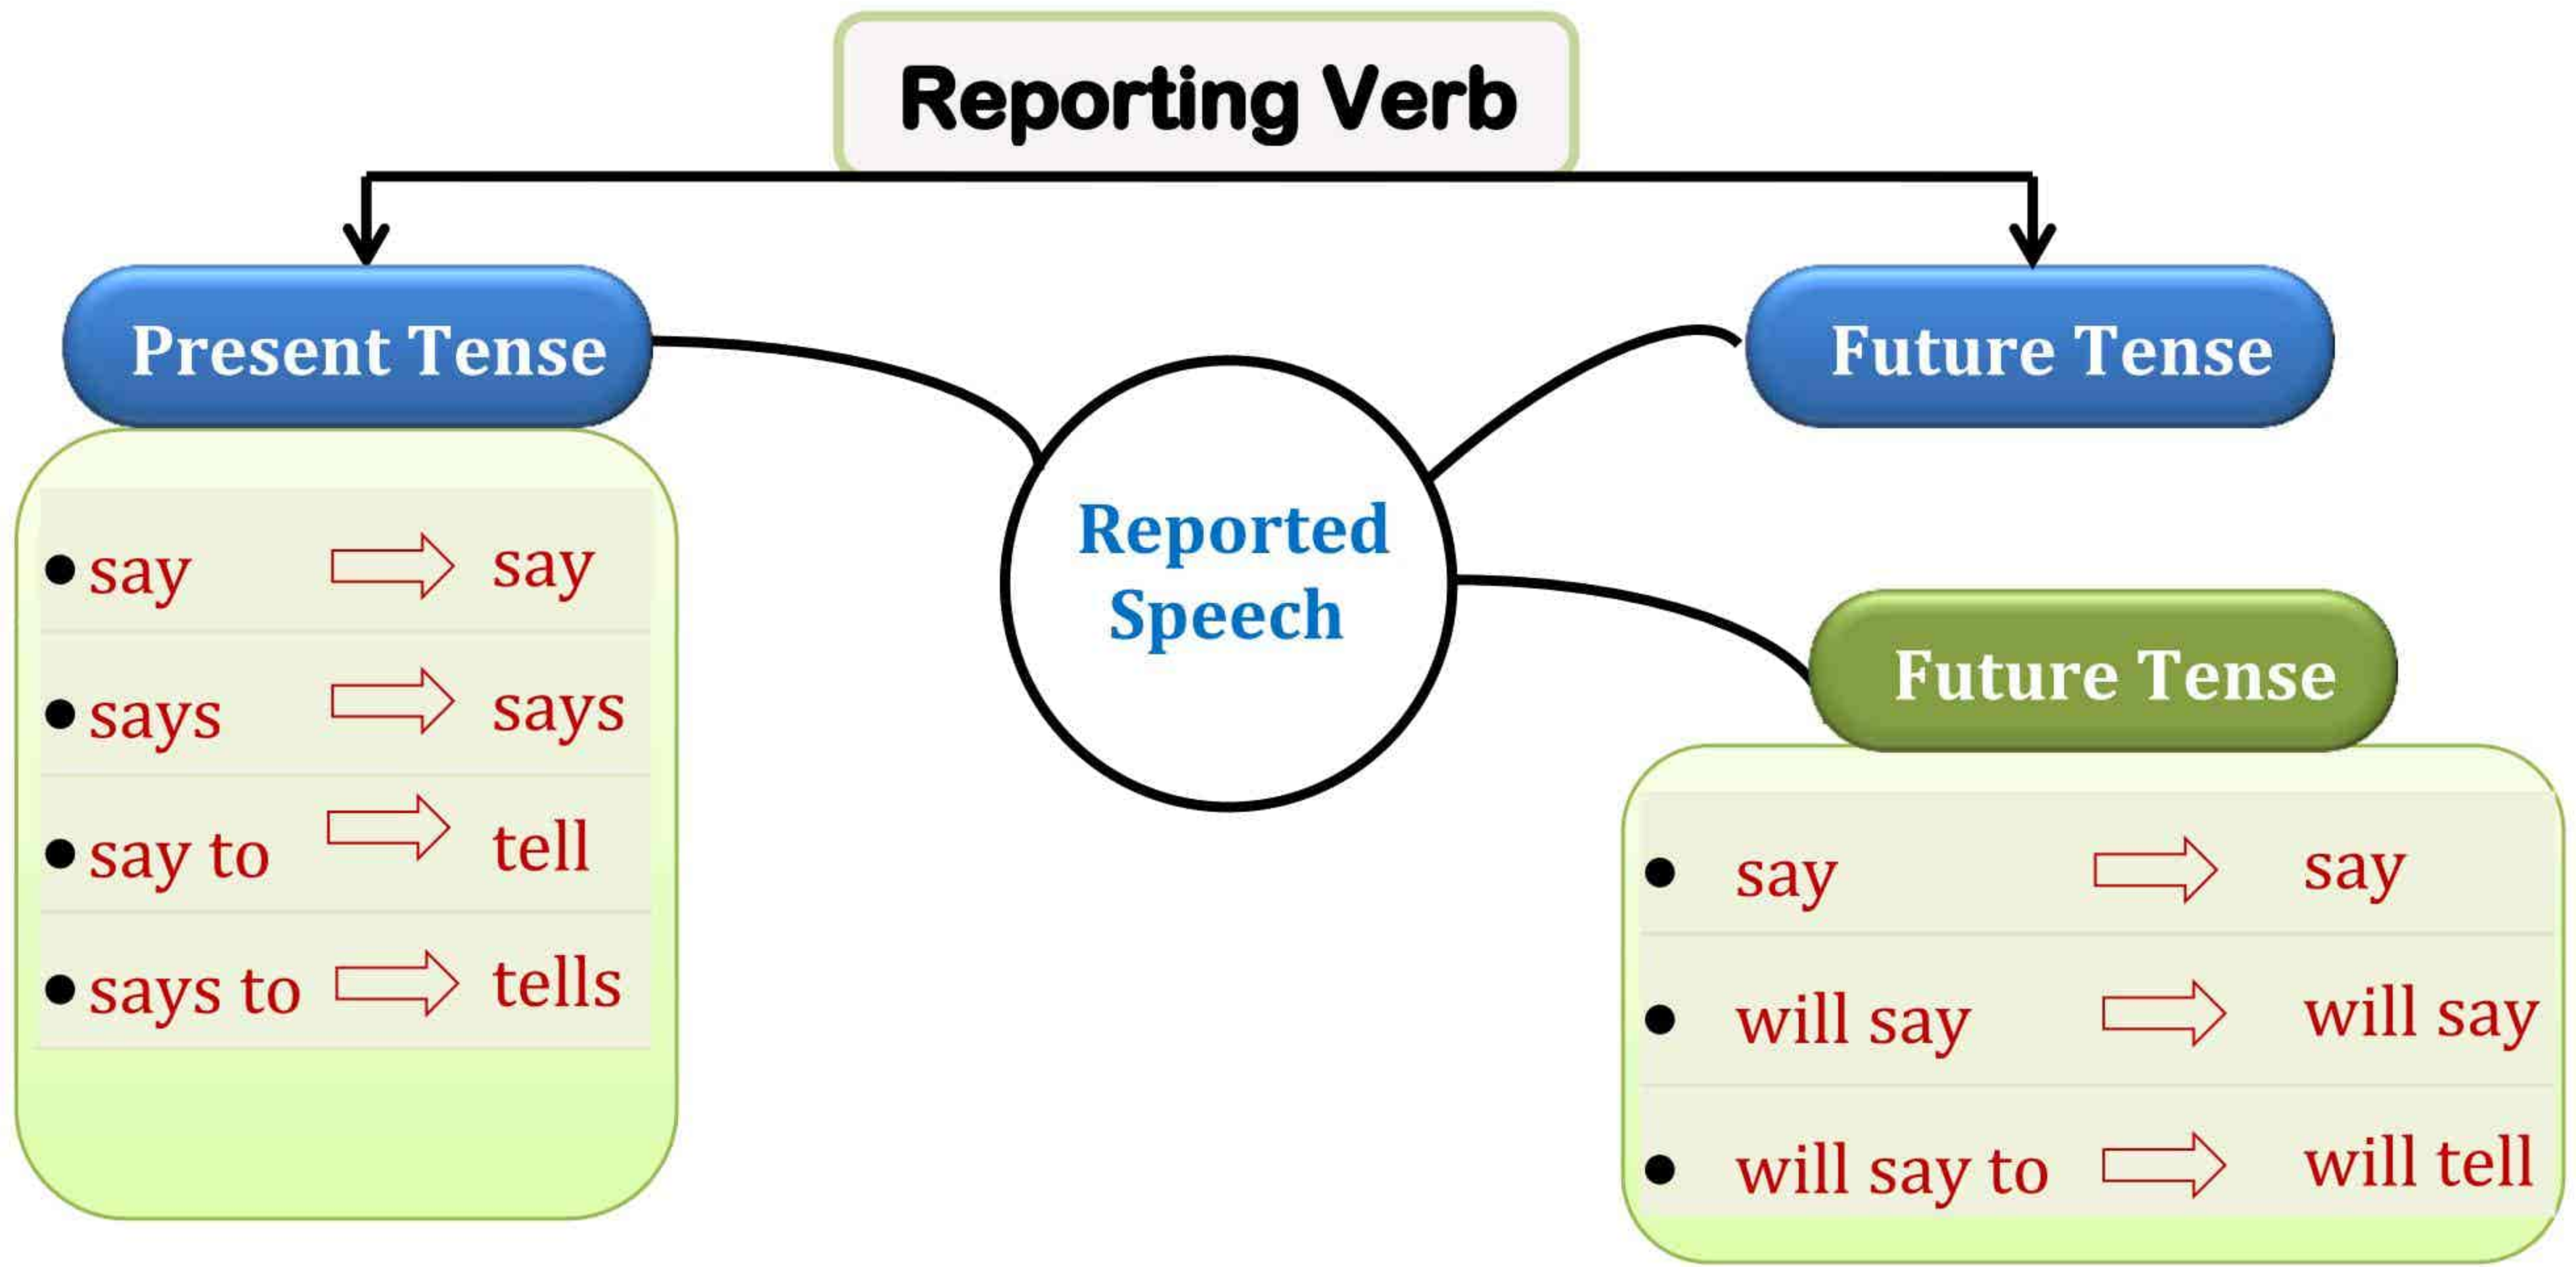 Reporting Verb
Present Tense
Future Tense
Reported
Speech
• say say
• says says
• say to tell
• says to tells
Future Tense
• say say
• will say will say
• will say to will tell